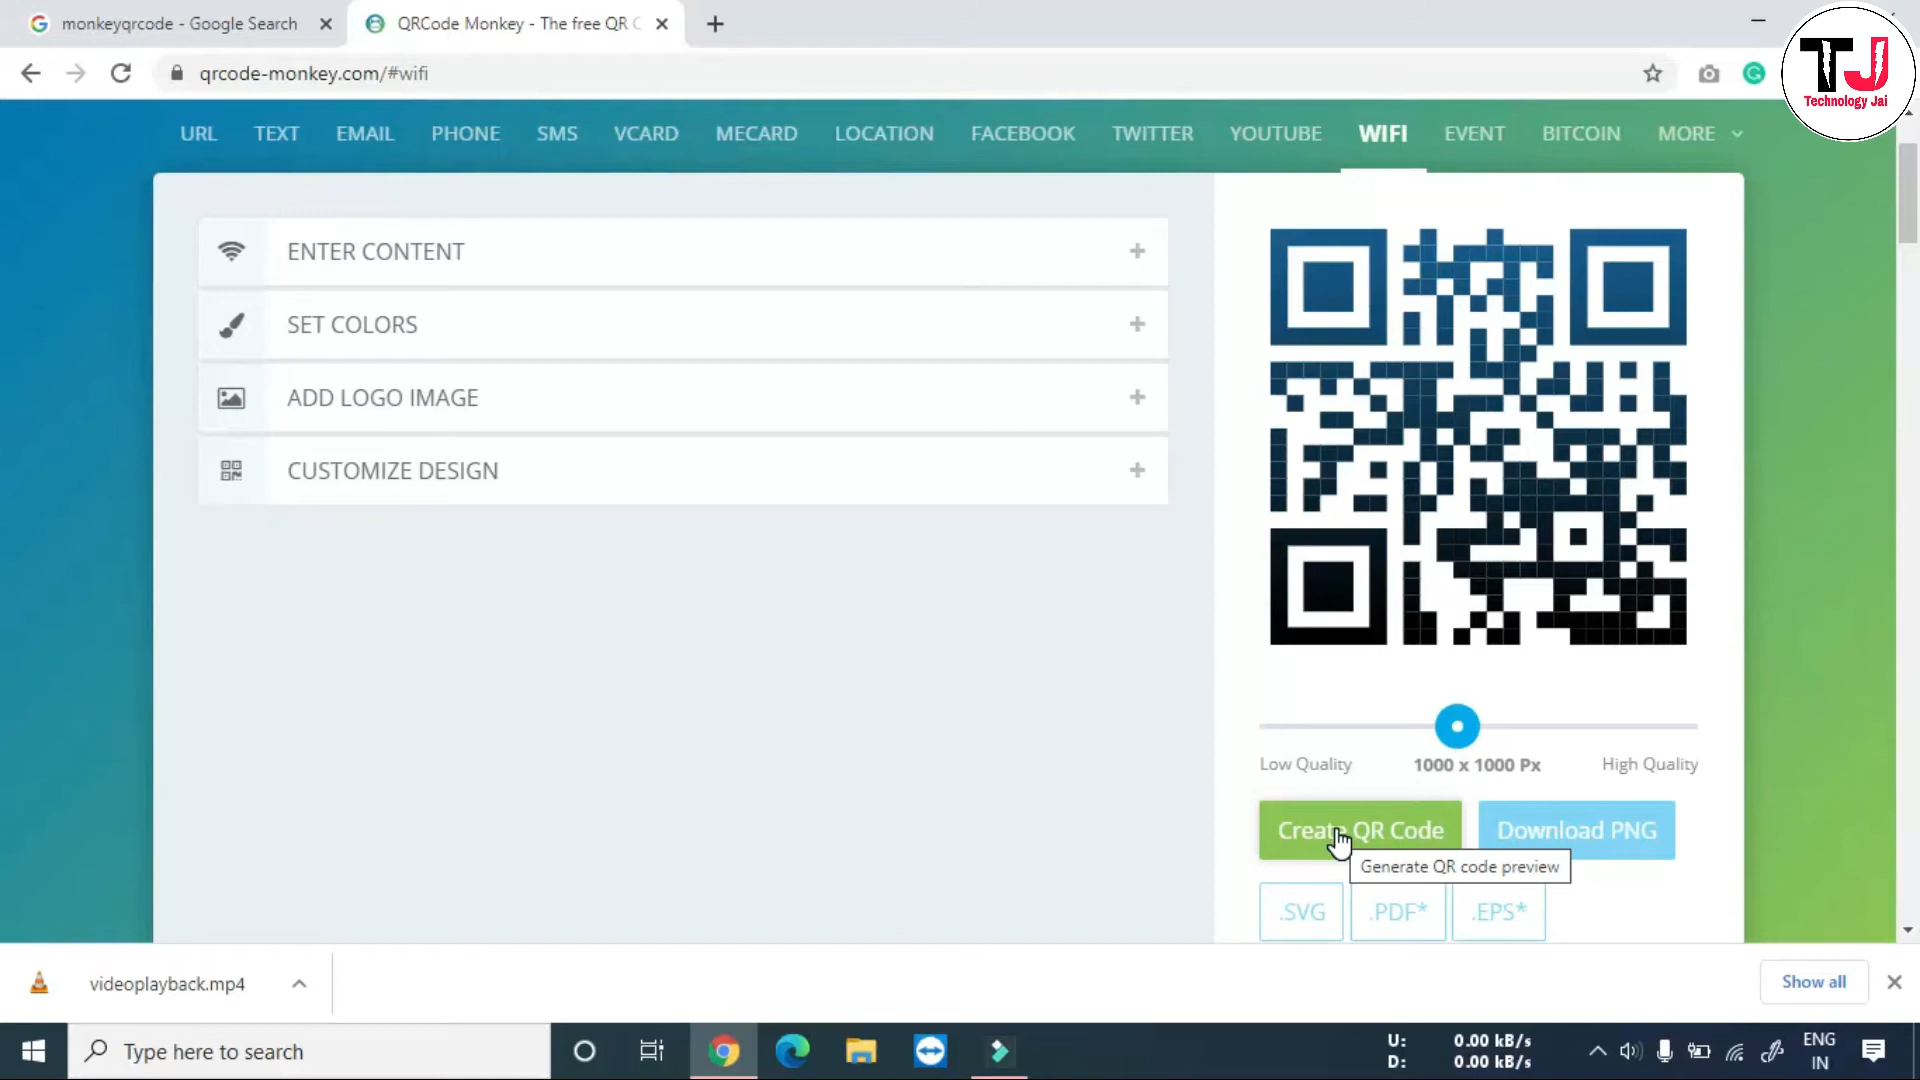 monkeyqrcode - Google Search
QRCode Monkey - The free QR C
qrcode-monkey.com/#wifi
TJ
Technology Jai
URL TEXT EMAIL PHONE SMS VCARD MECARD LOCATION FACEBOOK TWITTER YOUTUBE WIFI EVENT BITCOIN MORE
ENTER CONTENT
SET COLORS
ADD LOGO IMAGE
CUSTOMIZE DESIGN
Low Quality 1000 x 1000 Px High Quality
Create QR Code Download PNG
Generate QR code preview
.SVG .PDF* .EPS*
videoplayback.mp4 Show all
Type here to search
U: 0.00 kB/s
D: 0.00 kB/s
ENG
IN